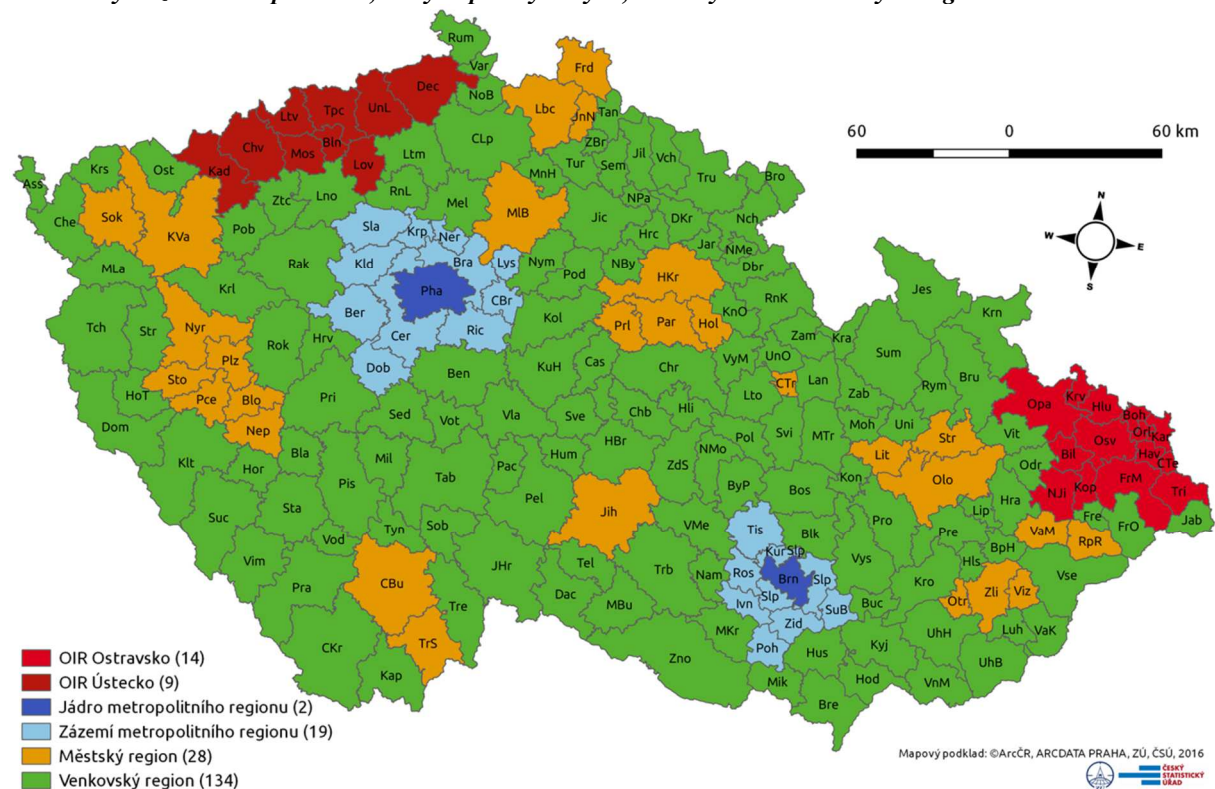 Rum
Var
Dec
NoB
Frd
Lbc
JnN
Tan
Ltv
Tpc
UnL
Chv
Mos
Bln
Lov
Kad
CLp
Ltm
ZBr
Tur
Sem
Jil
Vch
MnH
60 0 60 km
N
W E
S
Ass
Krs
Ost
Che
Sok
KVa
Ztc
Lno
RnL
Mel
MlB
Jic
NPa
Tru
Bro
DKr
Nch
Hrc
Jar
NMe
Dbr
Pob
Sla
Krp
Ner
Bra
Lys
Kld
Rak
Pha
Nym
Pod
NBy
HKr
MLa
Krl
Ber
Cer
CBr
Ric
Kol
Prl
Par
Hol
KnO
RnK
Jes
Krn
Tch
Str
Nyr
Plz
Rok
Hrv
Dob
Ben
KuH
Cas
Chr
VyM
UnO
Zam
Kra
Sum
Sto
Pce
Blo
Nep
HoT
Dom
Pri
Sed
Vot
Vla
Sve
Chb
Hli
Lto
CTr
Lan
Zab
Rym
Bru
Opa
Krv
Hlu
Boh
Orl
Kar
Osv
Bil
Hav
CTe
FrM
Tri
NJi
Kop
Vit
Odr
Klt
Hor
Bla
Mil
Tab
Pac
Hum
HBr
ZdS
NMo
Pol
Svi
MTr
Moh
Uni
Str
Lit
Olo
Kon
Hra
Lip
Suc
Sta
Pis
Pel
Jih
ByP
Bos
Pro
Pre
VaM
RpR
Fre
FrO
Jab
Vim
Vod
Tyn
Sob
JHr
VMe
Tis
Kur
Slp
Blk
Vys
Hls
BpH
Vse
Pra
CBu
Tre
Tel
Trb
Nam
Ros
Brn
Slp
Slp
Ivn
SuB
Buc
Kro
Otr
Zli
Viz
CKr
TrS
Kap
Dac
MBu
MKr
Zid
Poh
Hus
Kyj
UhH
Luh
VaK
UhB
Zno
Mik
Bre
Hod
VnM
OIR Ostravsko (14)
OIR Ústecko (9)
Jádro metropolitního regionu (2)
Zázemí metropolitního regionu (19)
Městský region (28)
Venkovský region (134)
Mapový podklad: ©ArcČR, ARCDATA PRAHA, ZÚ, ČSÚ, 2016
ČESKÝ
STATISTICKÝ
ÚŘAD